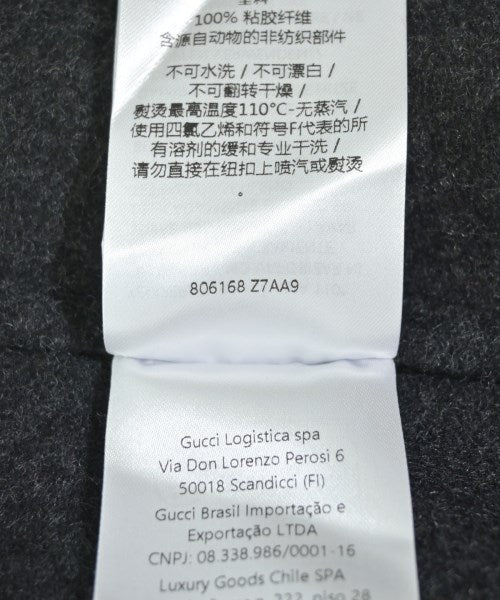 100% 粘胶纤维
含源自动物的非纺织部件
不可水洗 / 不可漂白 /
不可翻转干燥 /
熨烫最高温度110°C-无蒸汽 /
使用四氯乙烯和符号F代表的所
有溶剂的缓和专业干洗 /
请勿直接在纽扣上喷汽或熨烫
。
806168 Z7AA9
Gucci Logistica spa
Via Don Lorenzo Perosi 6
50018 Scandicci (FI)
Gucci Brasil Importação e
Exportação LTDA
CNPJ: 08.338.986/0001-16
Luxury Goods Chile SPA
222, piso 28